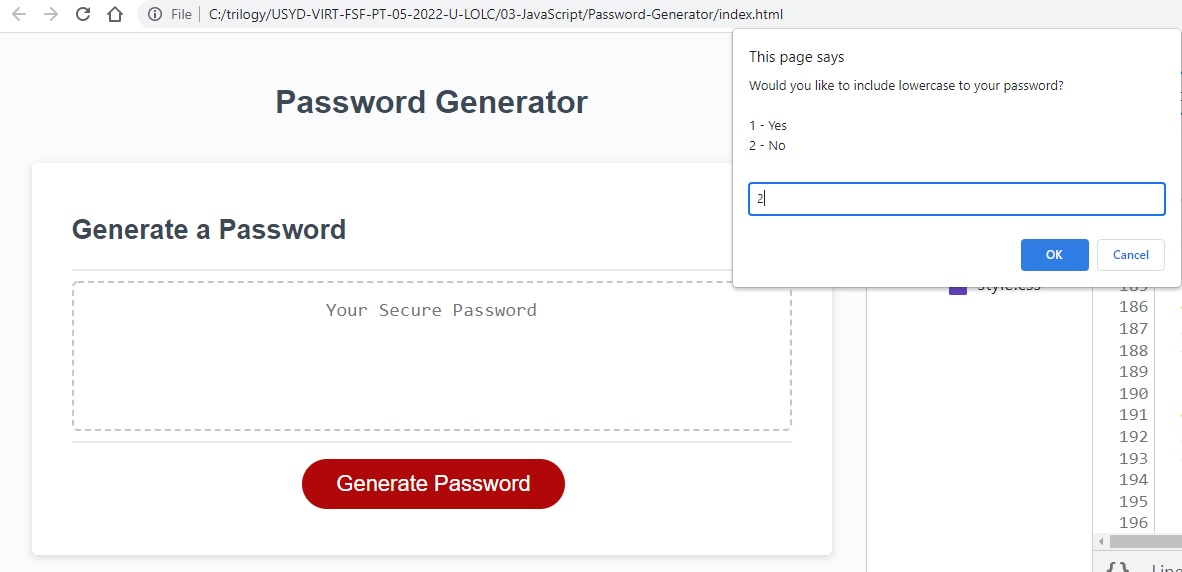 File
C:/trilogy/USYD-VIRT-FSF-PT-05-2022-U-LOLC/03-JavaScript/Password-Generator/index.html
This page says
Would you like to include lowercase to your password?
1 - Yes
2 - No
2
OK
Cancel
Password Generator
Generate a Password
Your Secure Password
Generate Password
style.css
185
186
187
188
189
190
191
192
193
194
195
196
{ }